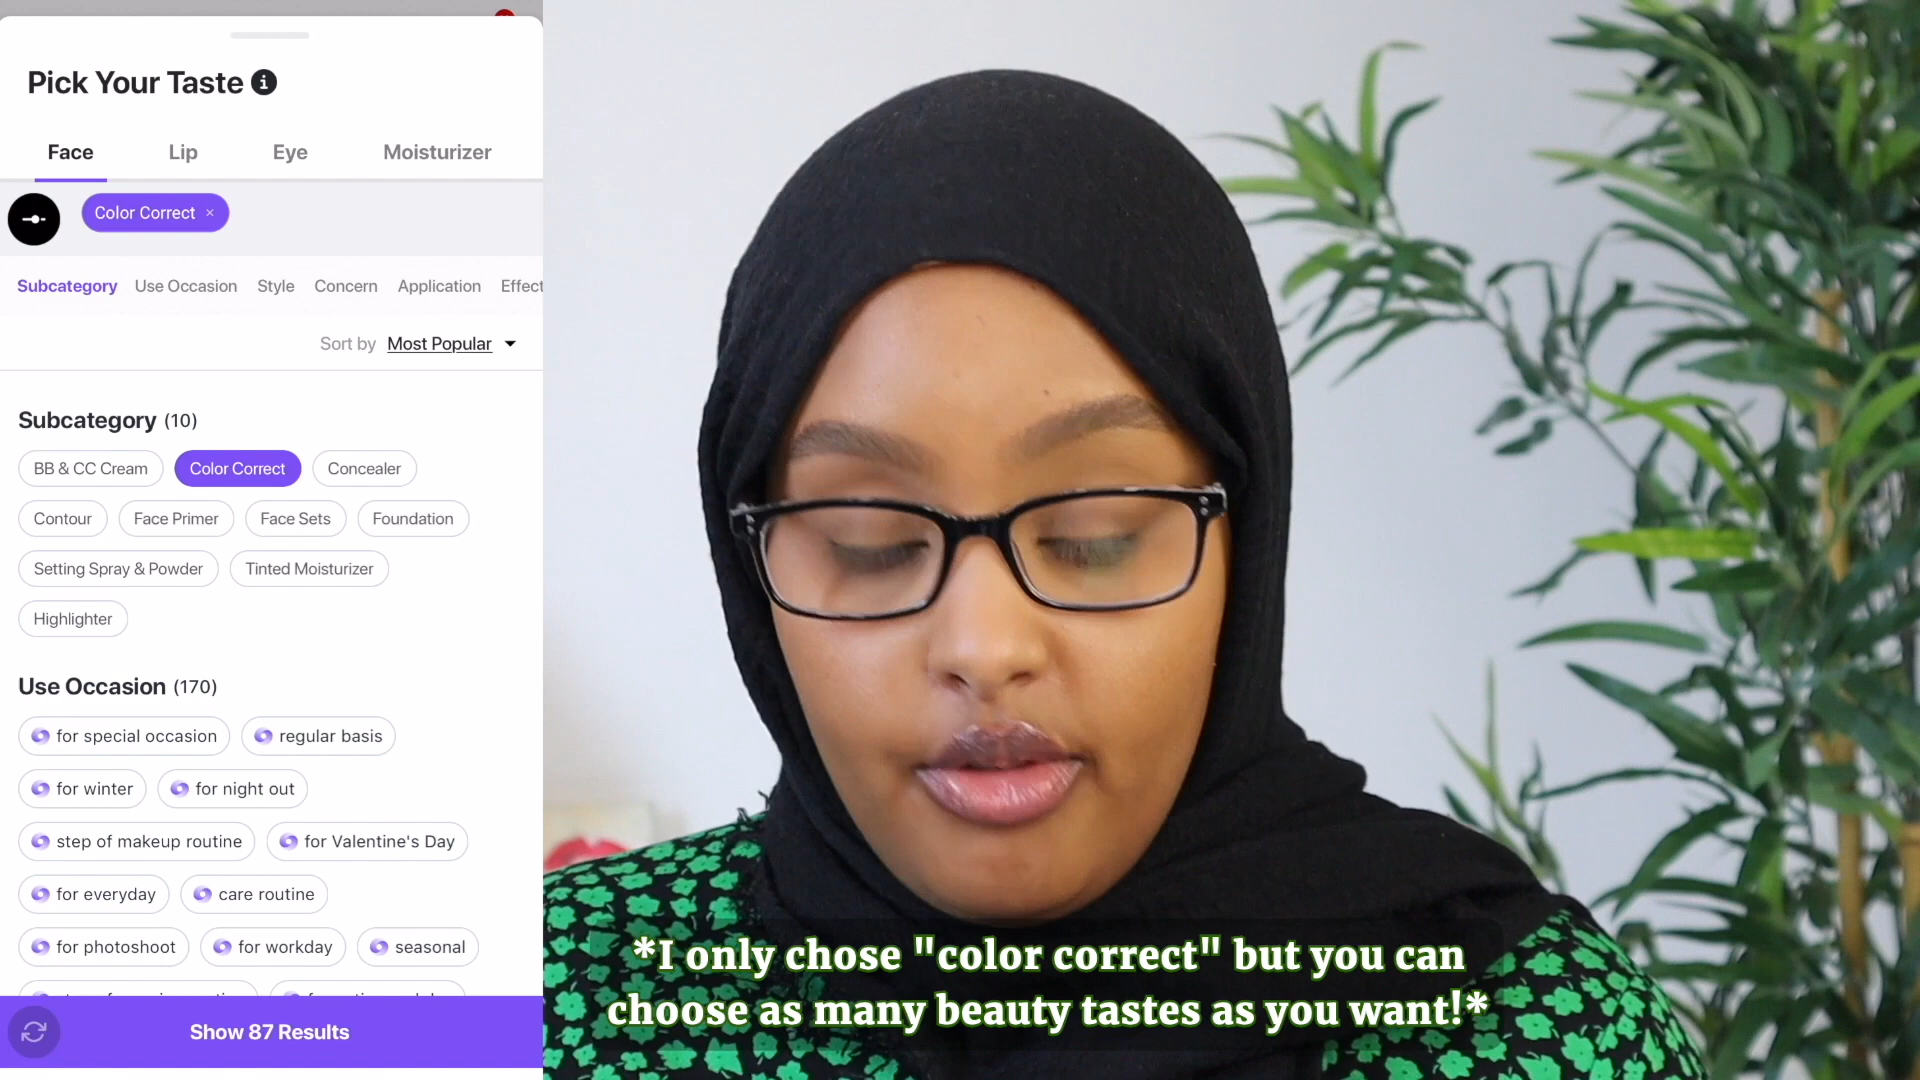 Pick Your Taste
Face Lip Eye Moisturizer
Color Correct ×
Subcategory Use Occasion Style Concern Application Effect
Sort by Most Popular
Subcategory (10)
BB & CC Cream Color Correct Concealer
Contour Face Primer Face Sets Foundation
Setting Spray & Powder Tinted Moisturizer
Highlighter
Use Occasion (170)
for special occasion regular basis
for winter for night out
step of makeup routine for Valentine's Day
for everyday care routine
for photoshoot for workday seasonal
Show 87 Results
*I only chose "color correct" but you can
choose as many beauty tastes as you want!*